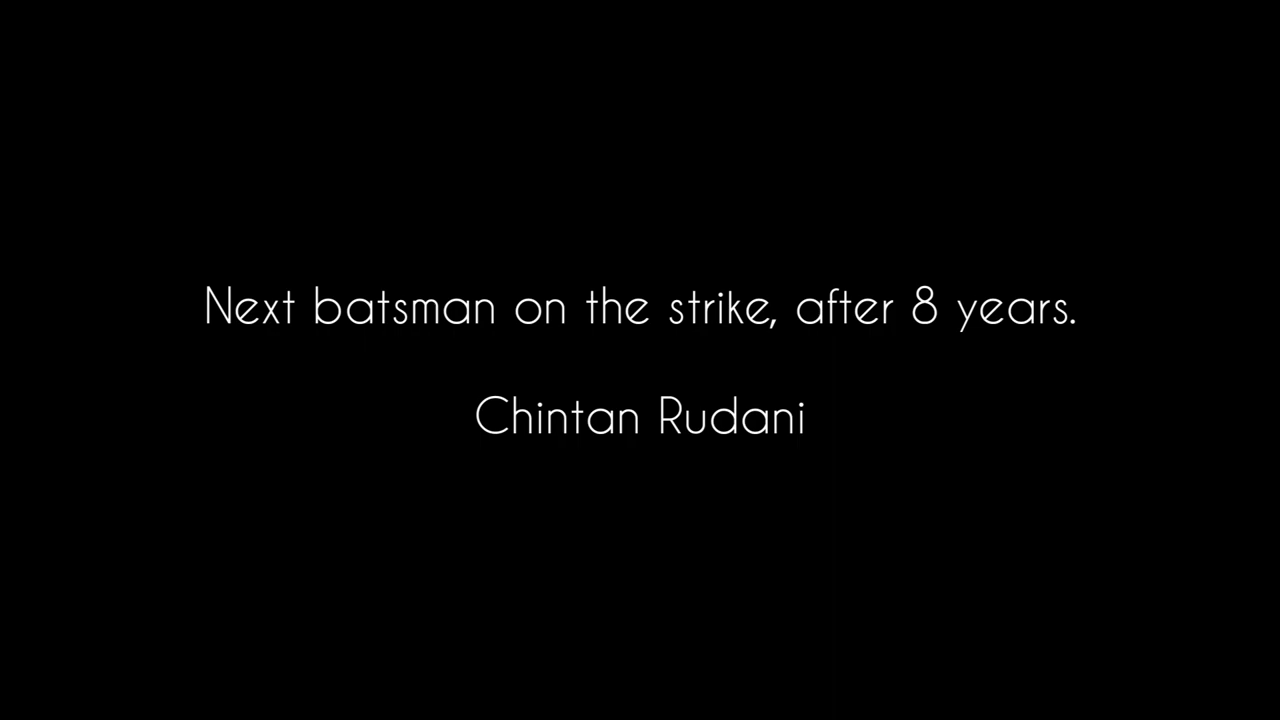 Next batsman on the strike, after 8 years.
Chintan Rudani